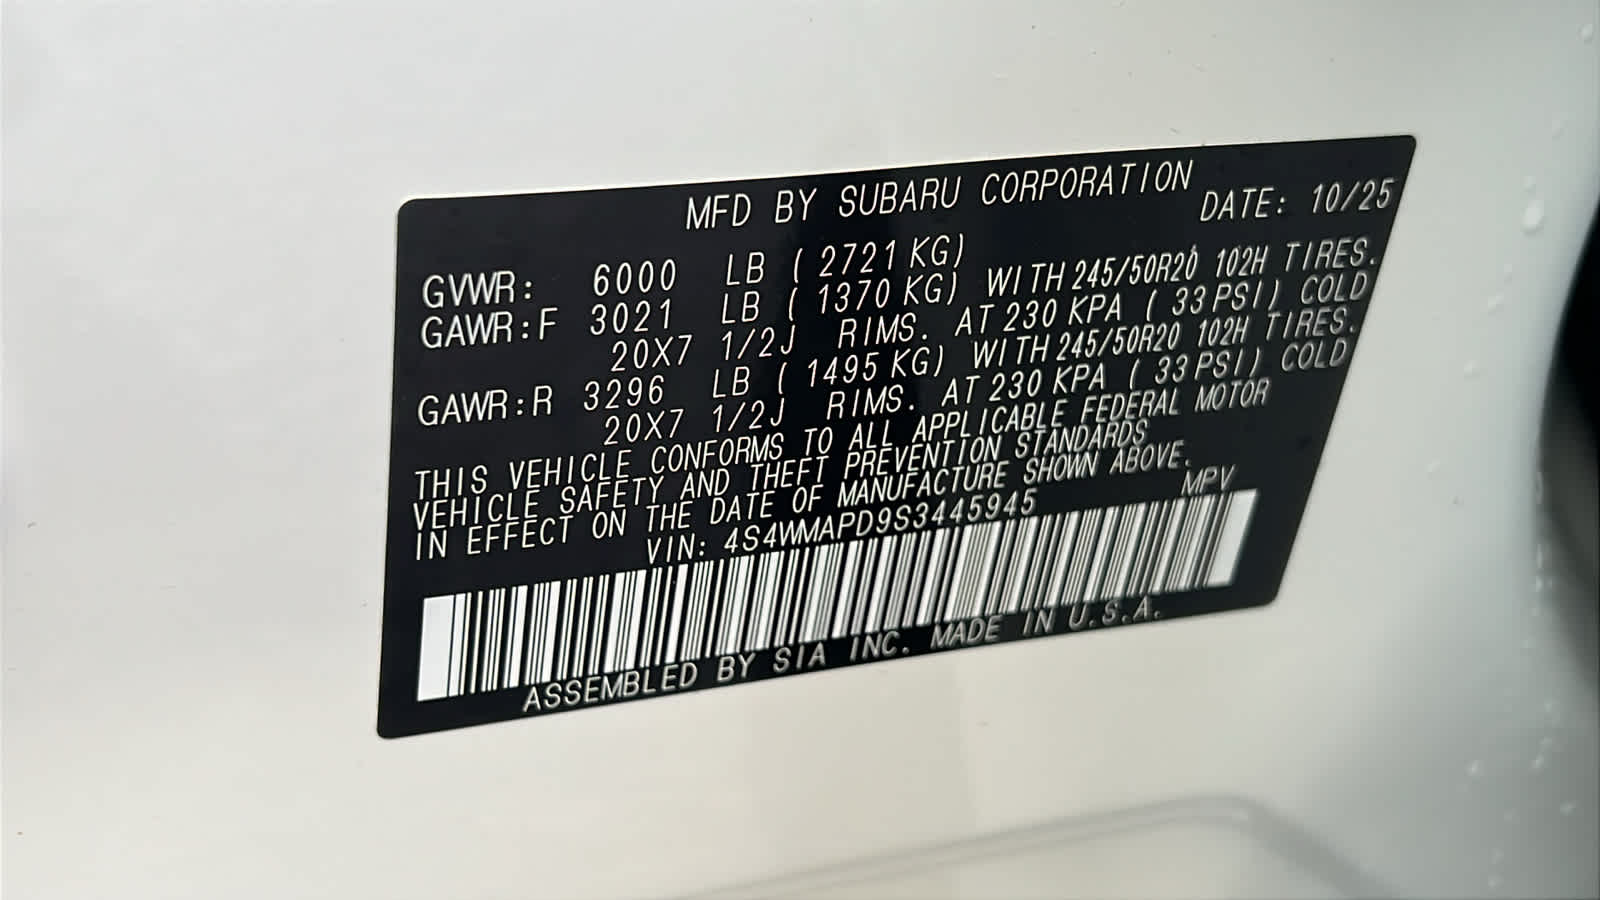 MFD BY SUBARU CORPORATION DATE: 10/25
GVWR: 6000 LB ( 2721 KG)
GAWR:F 3021 LB ( 1370 KG) WITH 245/50R20 102H TIRES.
20X7 1/2J RIMS. AT 230 KPA ( 33 PSI) COLD
GAWR:R 3296 LB ( 1495 KG) WITH 245/50R20 102H TIRES.
20X7 1/2J RIMS. AT 230 KPA ( 33 PSI) COLD
THIS VEHICLE CONFORMS TO ALL APPLICABLE FEDERAL MOTOR
VEHICLE SAFETY AND THEFT PREVENTION STANDARDS
IN EFFECT ON THE DATE OF MANUFACTURE SHOWN ABOVE.
VIN: 4S4WMAPD9S3445945 MPV
ASSEMBLED BY SIA INC. MADE IN U.S.A.